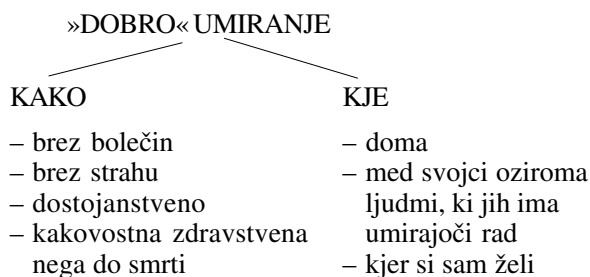 »DOBRO« UMIRANJE
KAKO
– brez bolečin
– brez strahu
– dostojanstveno
– kakovostna zdravstvena
nega do smrti
KJE
– doma
– med svojci oziroma
ljudmi, ki jih ima
umirajoči rad
– kjer si sam želi